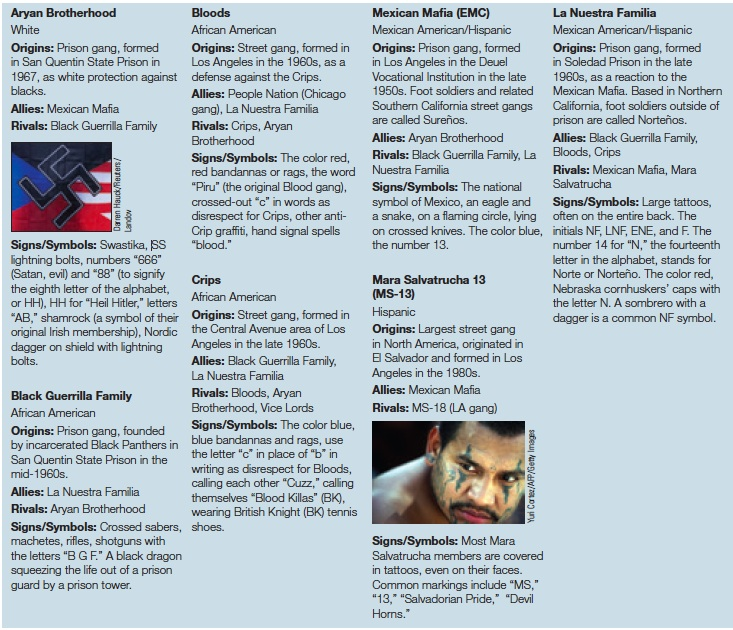 Aryan Brotherhood
White
Origins: Prison gang, formed
in San Quentin State Prison in
1967, as white protection against
blacks.
Allies: Mexican Mafia
Rivals: Black Guerrilla Family
Darren Hauck/Reuters/
Landov
Signs/Symbols: Swastika, SS
lightning bolts, numbers “666”
(Satan, evil) and “88” (to signify
the eighth letter of the alphabet,
or HH), HH for “Heil Hitler,” letters
“AB,” shamrock (a symbol of their
original Irish membership), Nordic
dagger on shield with lightning
bolts.
Black Guerrilla Family
African American
Origins: Prison gang, founded
by incarcerated Black Panthers in
San Quentin State Prison in the
mid-1960s.
Allies: La Nuestra Familia
Rivals: Aryan Brotherhood
Signs/Symbols: Crossed sabers,
machetes, rifles, shotguns with
the letters “B G F.” A black dragon
squeezing the life out of a prison
guard by a prison tower.
Bloods
African American
Origins: Street gang, formed in
Los Angeles in the 1960s, as a
defense against the Crips.
Allies: People Nation (Chicago
gang), La Nuestra Familia
Rivals: Crips, Aryan
Brotherhood
Signs/Symbols: The color red,
red bandannas or rags, the word
“Piru” (the original Blood gang),
crossed-out “c” in words as
disrespect for Crips, other anti-
Crip graffiti, hand signal spells
“blood.”
Crips
African American
Origins: Street gang, formed in
the Central Avenue area of Los
Angeles in the late 1960s.
Allies: Black Guerrilla Family,
La Nuestra Familia
Rivals: Bloods, Aryan
Brotherhood, Vice Lords
Signs/Symbols: The color blue,
blue bandannas and rags, use
the letter “c” in place of “b” in
writing as disrespect for Bloods,
calling each other “Cuzz,” calling
themselves “Blood Killas” (BK),
wearing British Knight (BK) tennis
shoes.
Mexican Mafia (EMC)
Mexican American/Hispanic
Origins: Prison gang, formed
in Los Angeles in the Deuel
Vocational Institution in the late
1950s. Foot soldiers and related
Southern California street gangs
are called Sureños.
Allies: Aryan Brotherhood
Rivals: Black Guerrilla Family, La
Nuestra Familia
Signs/Symbols: The national
symbol of Mexico, an eagle and
a snake, on a flaming circle, lying
on crossed knives. The color blue,
the number 13.
Mara Salvatrucha 13
(MS-13)
Hispanic
Origins: Largest street gang
in North America, originated in
El Salvador and formed in Los
Angeles in the 1980s.
Allies: Mexican Mafia
Rivals: MS-18 (LA gang)
Yuri Cortez/AFP/Getty Images
Signs/Symbols: Most Mara
Salvatrucha members are covered
in tattoos, even on their faces.
Common markings include “MS,”
“13,” “Salvadorian Pride,” “Devil
Horns.”
La Nuestra Familia
Mexican American/Hispanic
Origins: Prison gang, formed
in Soledad Prison in the late
1960s, as a reaction to the
Mexican Mafia. Based in Northern
California, foot soldiers outside of
prison are called Norteños.
Allies: Black Guerrilla Family,
Bloods, Crips
Rivals: Mexican Mafia, Mara
Salvatrucha
Signs/Symbols: Large tattoos,
often on the entire back. The
initials NF, LNF, ENE, and F. The
number 14 for “N,” the fourteenth
letter in the alphabet, stands for
Norte or Norteño. The color red,
Nebraska cornhuskers’ caps with
the letter N. A sombrero with a
dagger is a common NF symbol.